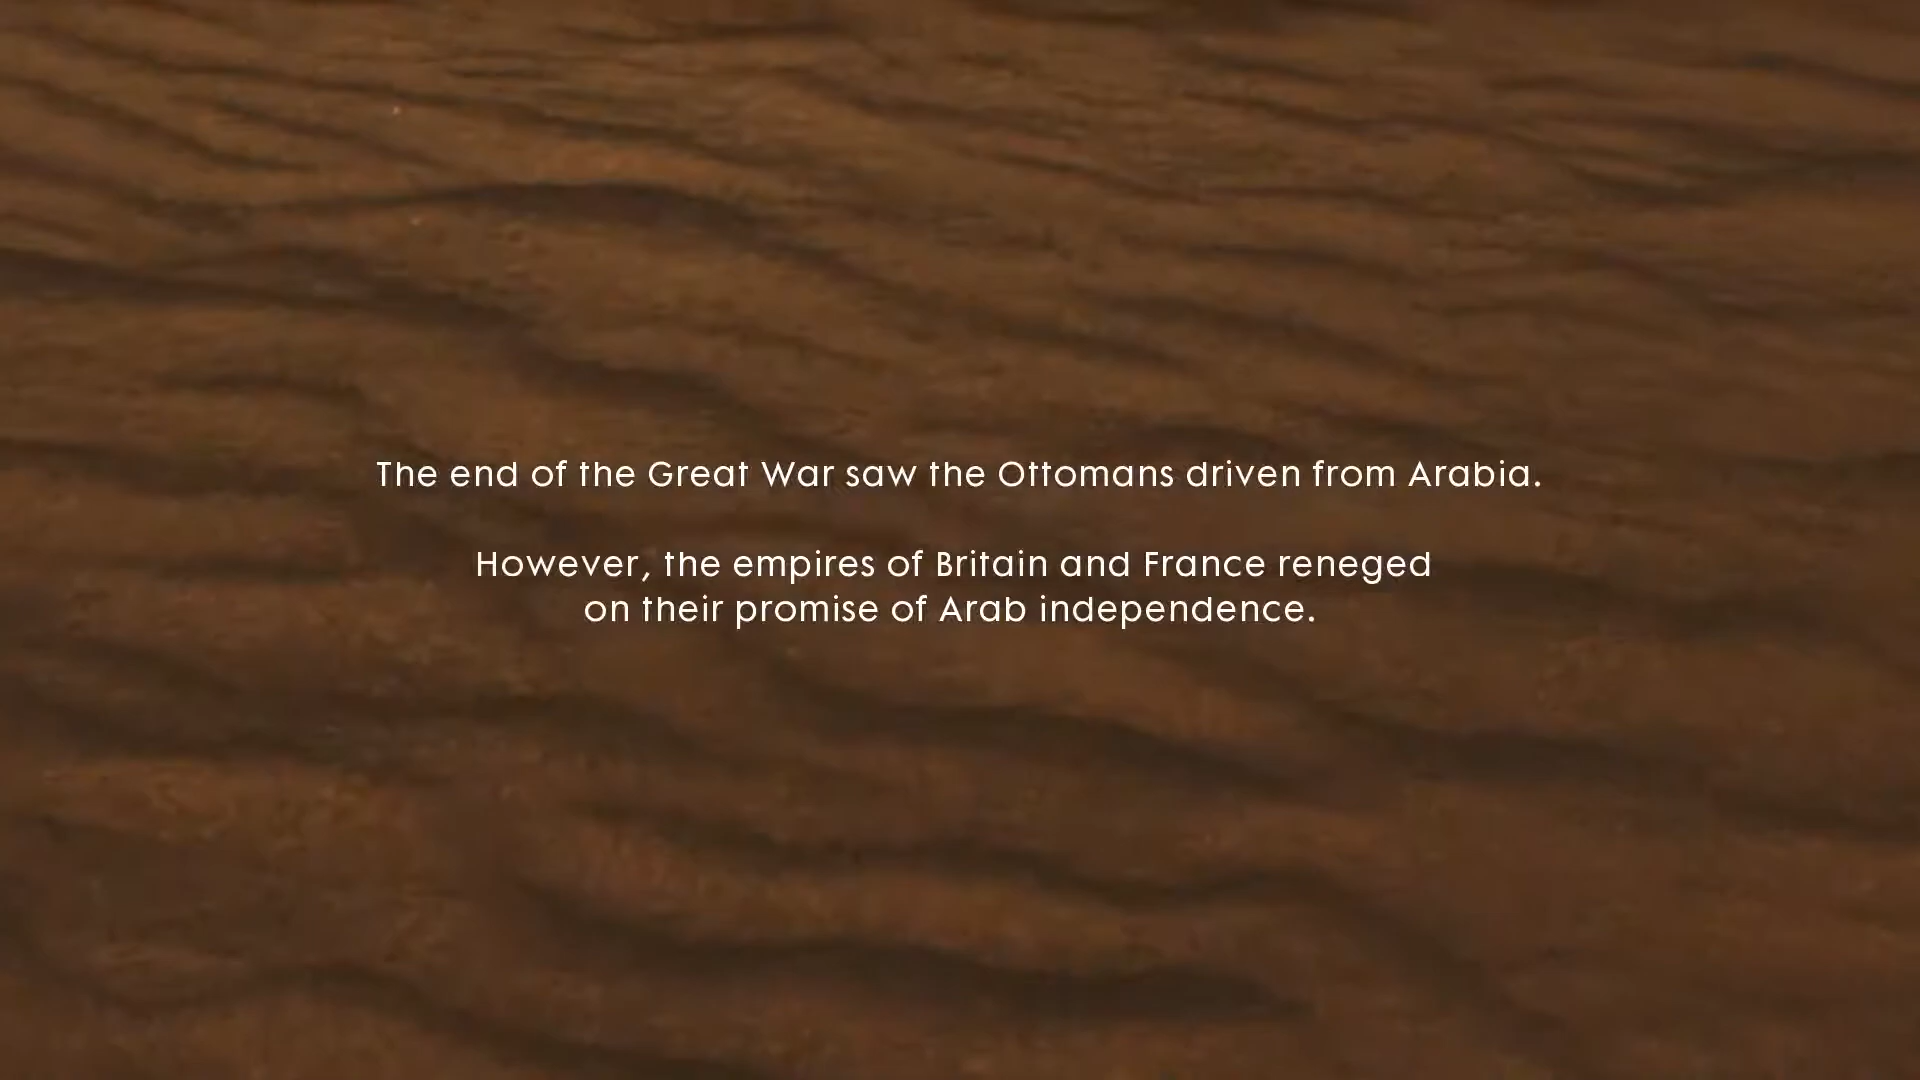 The end of the Great War saw the Ottomans driven from Arabia.
However, the empires of Britain and France reneged
on their promise of Arab independence.